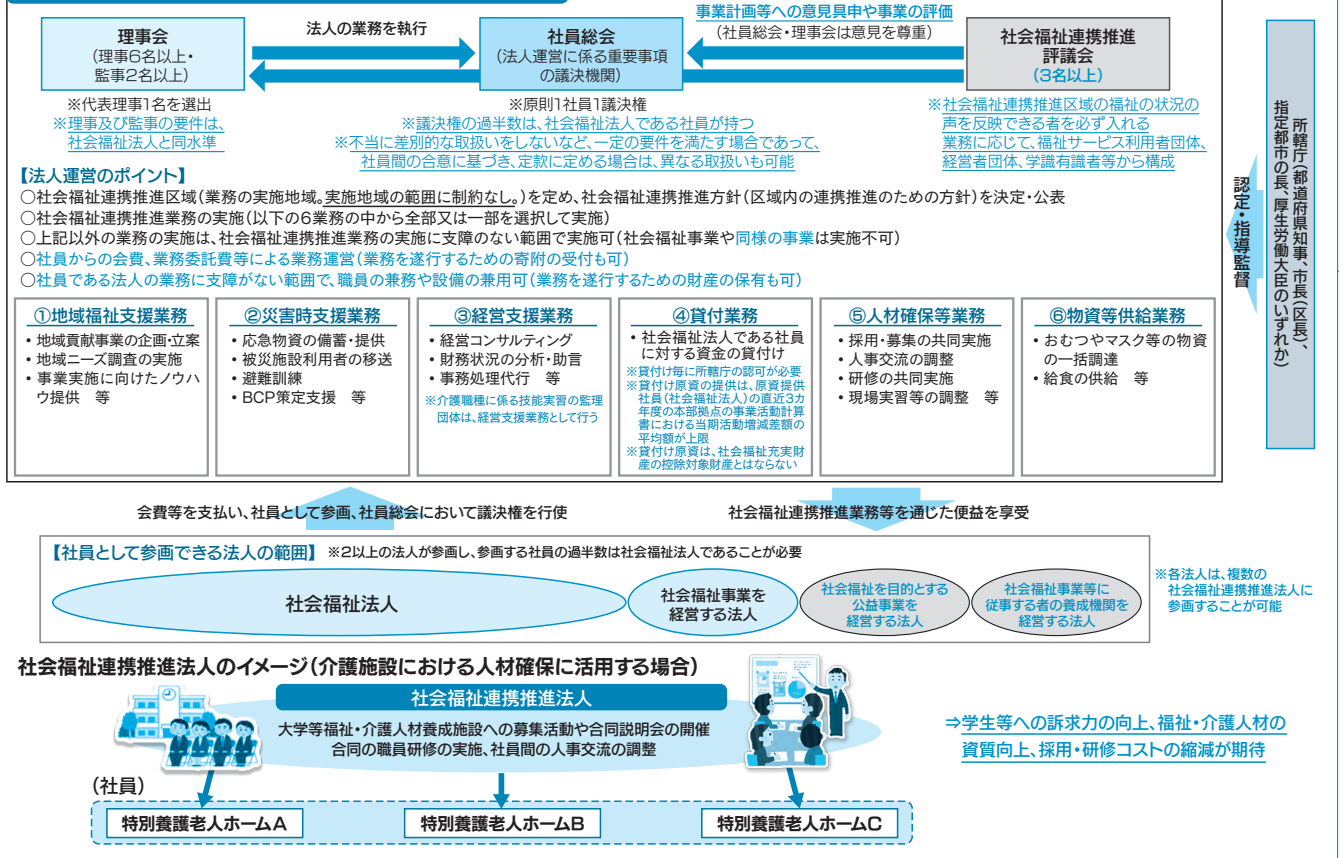 理事会
(理事6名以上・
監事2名以上)
法人の業務を執行
社員総会
(法人運営に係る重要事項
の議決機関)
事業計画等への意見具申や事業の評価
(社員総会・理事会は意見を尊重)
社会福祉連携推進
評議会
(3名以上)
※代表理事1名を選出
※理事及び監事の要件は、
社会福祉法人と同水準
※原則1社員1議決権
※議決権の過半数は、社会福祉法人である社員が持つ
※不当に差別的な取扱いをしないなど、一定の要件を満たす場合であって、
社員間の合意に基づき、定款に定める場合は、異なる取扱いも可能
※社会福祉連携推進区域の福祉の状況の
声を反映できる者を必ず入れる
業務に応じて、福祉サービス利用者団体、
経営者団体、学識有識者等から構成
所轄庁(都道府県知事、市長(区長)、
指定都市の長、厚生労働大臣のいずれか)
認定・指導監督
【法人運営のポイント】
○社会福祉連携推進区域(業務の実施地域。実施地域の範囲に制約なし。)を定め、社会福祉連携推進方針(区域内の連携推進のための方針)を決定・公表
○社会福祉連携推進業務の実施(以下の6業務の中から全部又は一部を選択して実施)
○上記以外の業務の実施は、社会福祉連携推進業務の実施に支障のない範囲で実施可(社会福祉事業や同様の事業は実施不可)
○社員からの会費、業務委託費等による業務運営(業務を遂行するための寄附の受付も可)
○社員である法人の業務に支障がない範囲で、職員の兼務や設備の兼用可(業務を遂行するための財産の保有も可)
①地域福祉支援業務
・地域貢献事業の企画・立案
・地域ニーズ調査の実施
・事業実施に向けたノウハ
ウ提供 等
②災害時支援業務
・応急物資の備蓄・提供
・被災施設利用者の移送
・避難訓練
・BCP策定支援 等
③経営支援業務
・経営コンサルティング
・財務状況の分析・助言
・事務処理代行 等
※介護職種に係る技能実習の監理
団体は、経営支援業務として行う
④貸付業務
・社会福祉法人である社員
に対する資金の貸付け
※貸付け毎に所轄庁の認可が必要
※貸付け原資の提供は、原資提供
社員(社会福祉法人)の直近3カ
年度の本部拠点の事業活動計算
書における当期活動増減差額の
平均額が上限
※貸付け原資は、社会福祉充実財
産の控除対象財産とはならない
⑤人材確保等業務
・採用・募集の共同実施
・人事交流の調整
・研修の共同実施
・現場実習等の調整 等
⑥物資等供給業務
・おむつやマスク等の物資
の一括調達
・給食の供給 等
会費等を支払い、社員として参画、社員総会において議決権を行使
社会福祉連携推進業務等を通じた便益を享受
【社員として参画できる法人の範囲】 ※2以上の法人が参画し、参画する社員の過半数は社会福祉法人であることが必要
社会福祉法人
社会福祉事業を
経営する法人
社会福祉を目的とする
公益事業を
経営する法人
社会福祉事業等に
従事する者の養成機関を
経営する法人
※各法人は、複数の
社会福祉連携推進法人に
参画することが可能
社会福祉連携推進法人のイメージ(介護施設における人材確保に活用する場合)
社会福祉連携推進法人
大学等福祉・介護人材養成施設への募集活動や合同説明会の開催
合同の職員研修の実施、社員間の人事交流の調整
⇒学生等への訴求力の向上、福祉・介護人材の
資質向上、採用・研修コストの縮減が期待
(社員)
特別養護老人ホームA
特別養護老人ホームB
特別養護老人ホームC